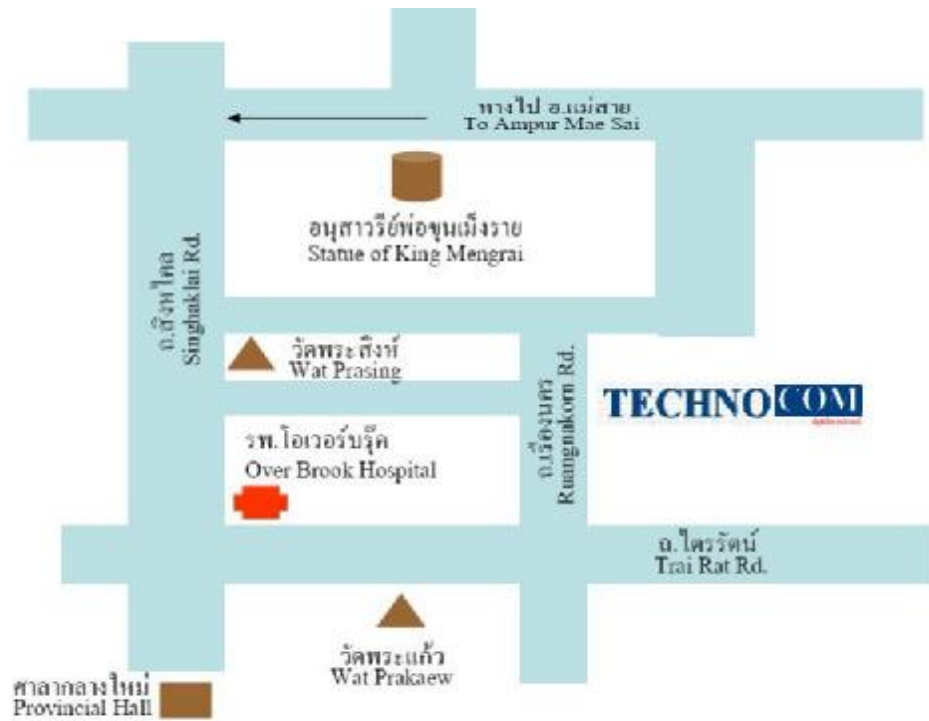 ทางไป อ.แม่สาย
To Ampur Mae Sai
อนุสาวรีย์พ่อขุนเม็งราย
Statue of King Mengrai
ถ.สิงหไคล
Singhaklai Rd.
วัดพระสิงห์
Wat Prasing
ถ.เรืองนคร
Ruangnakorn Rd.
TECHNOCOM
รพ.โอเวอร์บรุ๊ค
Over Brook Hospital
ถ.ไตรรัตน์
Trai Rat Rd.
วัดพระแก้ว
Wat Prakaew
ศาลากลางใหม่
Provincial Hall